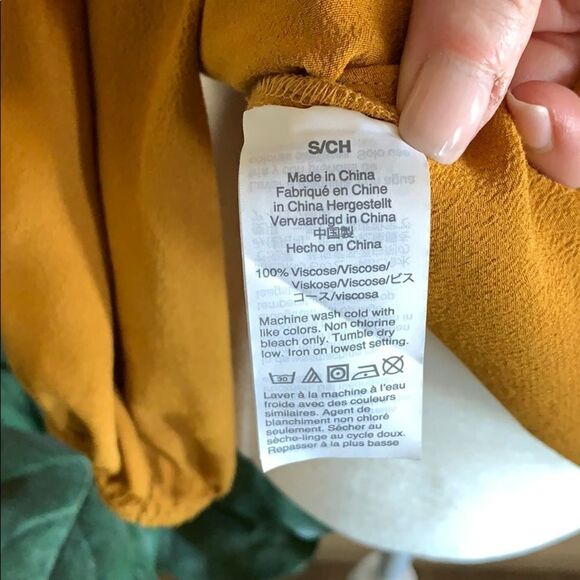 S/CH
Made in China
Fabriqué en Chine
in China Hergestellt
Vervaardigd in China
中国製
Hecho en China
100% Viscose/Viscose/
Viskose/Viscose/ビス
コース/viscosa
Machine wash cold with
like colors. Non chlorine
bleach only. Tumble dry
low. Iron on lowest setting.
30
Laver à la machine à l'eau
froide avec des couleurs
similaires. Agent de
blanchiment non chloré
seulement. Sécher au
sèche-linge au cycle doux.
Repasser à la plus basse